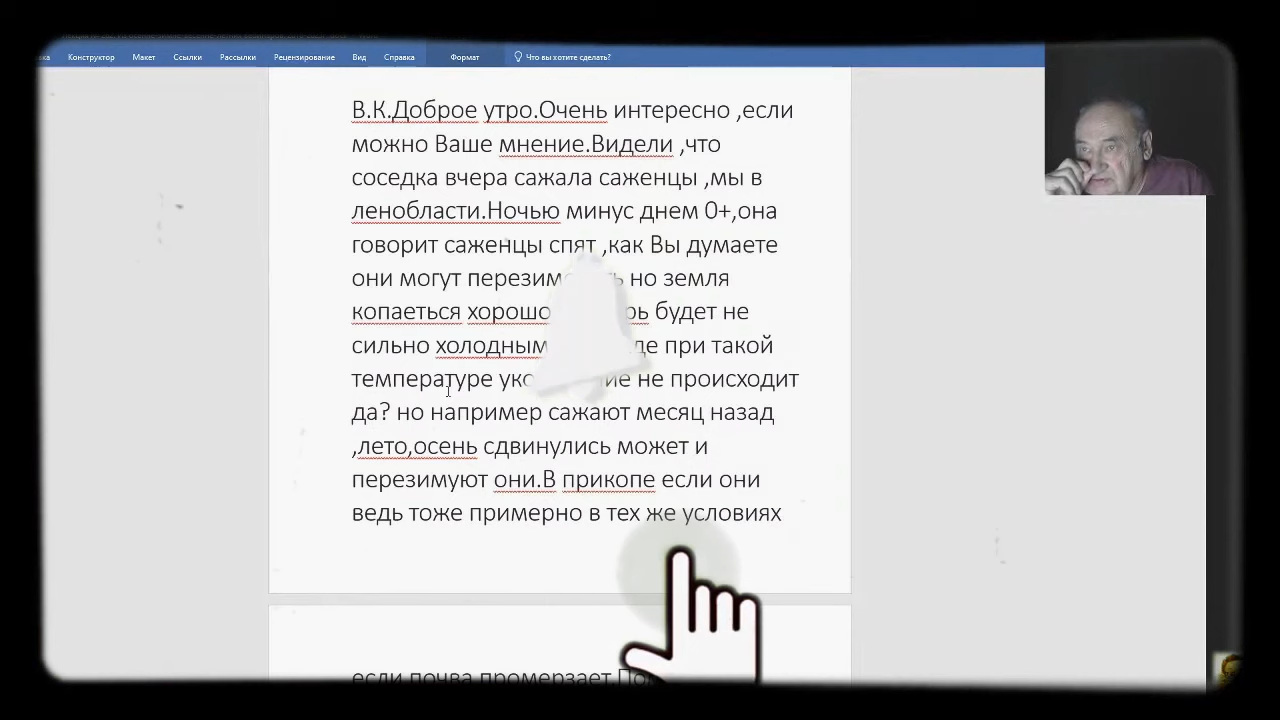 Конструктор Макет Ссылки Рассылки Рецензирование Вид Справка Формат Что вы хотите сделать?
В.К.Доброе утро.Очень интересно ,если
можно Ваше мнение.Видели ,что
соседка вчера сажала саженцы ,мы в
ленобласти.Ночью минус днем 0+,она
говорит саженцы спят ,как Вы думаете
они могут но земля
копаеться будет не
сильно при такой
температуре не происходит
да? но например сажают месяц назад
,лето,осень сдвинулись может и
перезимуют они.В прикопе если они
ведь тоже примерно в тех же условиях
если почва промерзает.